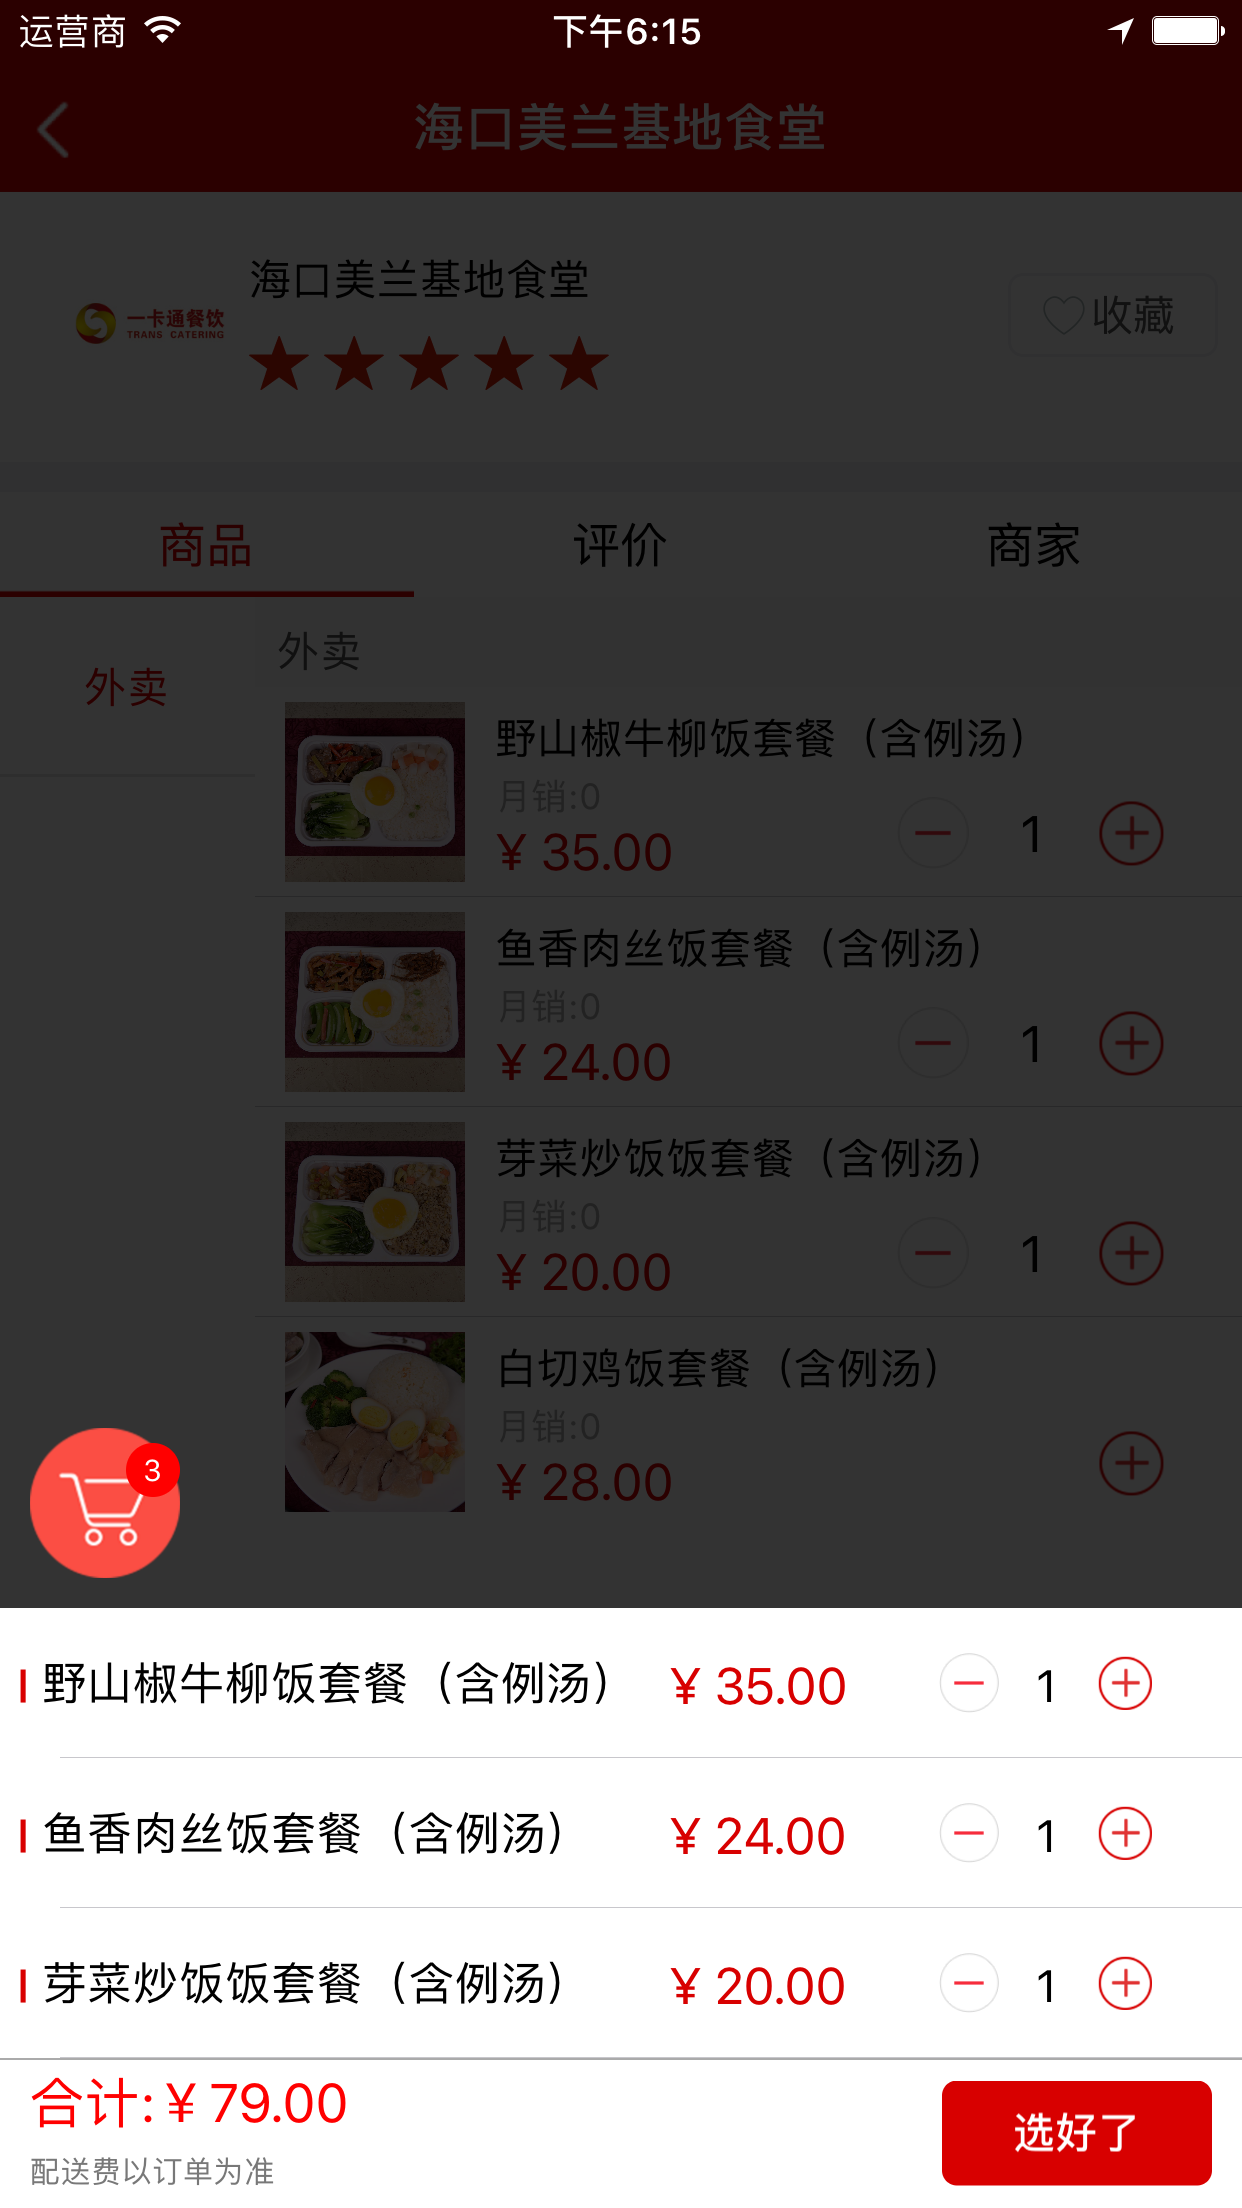 运营商 下午6:15
海口美兰基地食堂
海口美兰基地食堂
一卡通餐饮
TRANS CATERING
收藏
商品 评价 商家
外卖
外卖
野山椒牛柳饭套餐（含例汤）
月销:0
¥ 35.00 1
鱼香肉丝饭套餐（含例汤）
月销:0
¥ 24.00 1
芽菜炒饭饭套餐（含例汤）
月销:0
¥ 20.00 1
白切鸡饭套餐（含例汤）
月销:0
¥ 28.00
3
野山椒牛柳饭套餐（含例汤） ¥ 35.00 1
鱼香肉丝饭套餐（含例汤） ¥ 24.00 1
芽菜炒饭饭套餐（含例汤） ¥ 20.00 1
合计: ¥ 79.00
配送费以订单为准
选好了